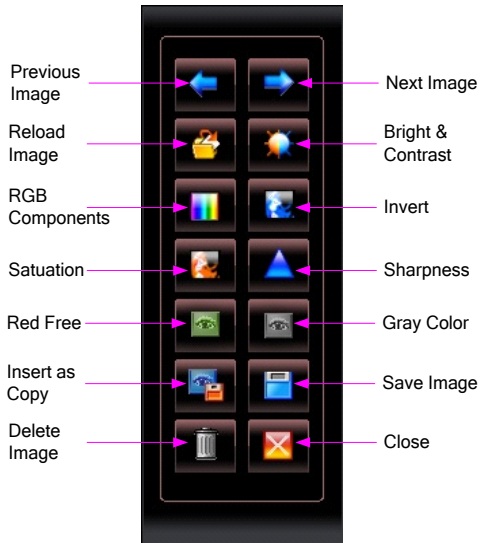 Previous
Image
Next Image
Reload
Image
Bright &
Contrast
RGB
Components
Invert
Satuation
Sharpness
Red Free
Gray Color
Insert as
Copy
Save Image
Delete
Image
Close